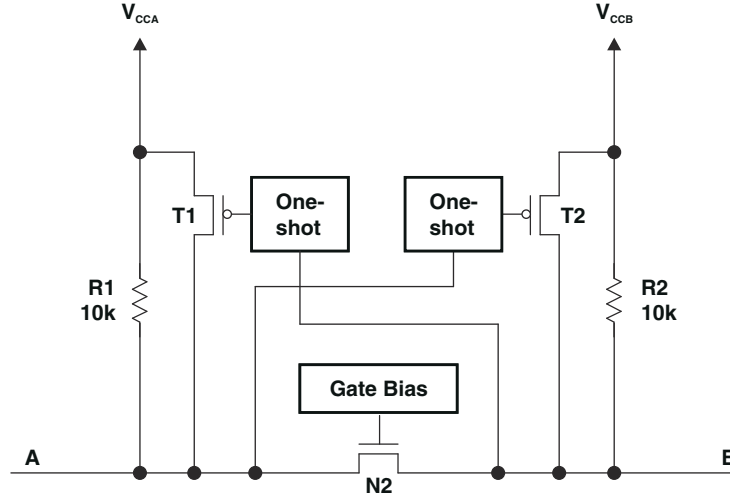 VCCA
VCCB
One-
shot
One-
shot
T1
T2
R1
10k
R2
10k
Gate Bias
A
B
N2